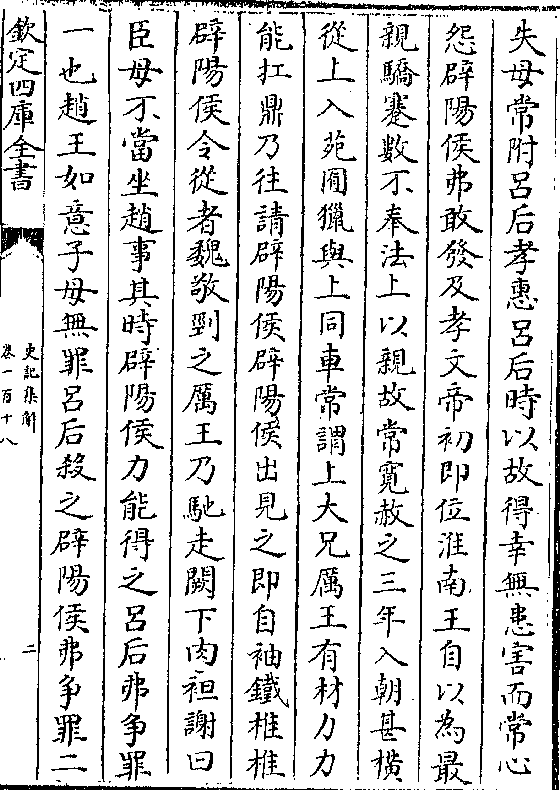 失母常附呂后孝惠呂后時以故得幸無患害而常心
怨辟陽侯弗敢發及孝文帝初即位淮南王自以為最
親驕蹇數不奉法上以親故常寛赦之三年入朝甚橫
從上入苑囿獵與上同車常謂上大兄厲王有材力力
能扛鼎乃往請辟陽侯辟陽侯出見之即自袖鐵椎椎
辟陽侯令從者魏敬剄之厲王乃馳走闕下肉袒謝曰
臣母不當坐趙事其時辟陽侯力能得之呂后弗争罪
一也趙王如意子母無罪呂后殺之辟陽侯弗争罪二
欽定四庫全書
史記集解
卷一百十八
二